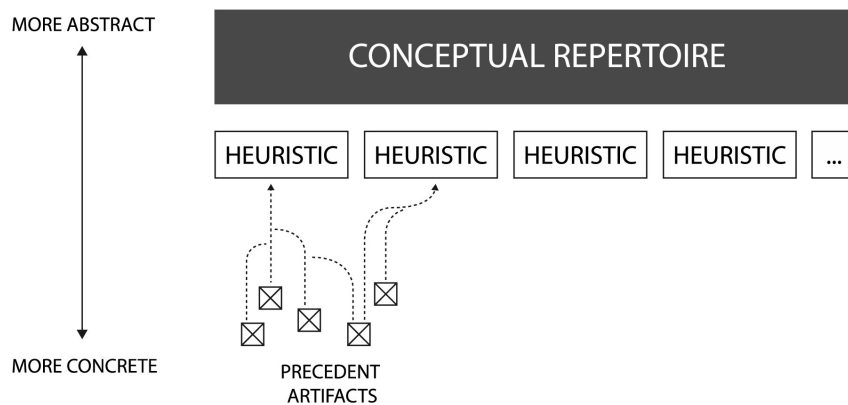 MORE ABSTRACT
CONCEPTUAL REPERTOIRE
HEURISTIC HEURISTIC HEURISTIC HEURISTIC ...
MORE CONCRETE
PRECEDENT
ARTIFACTS